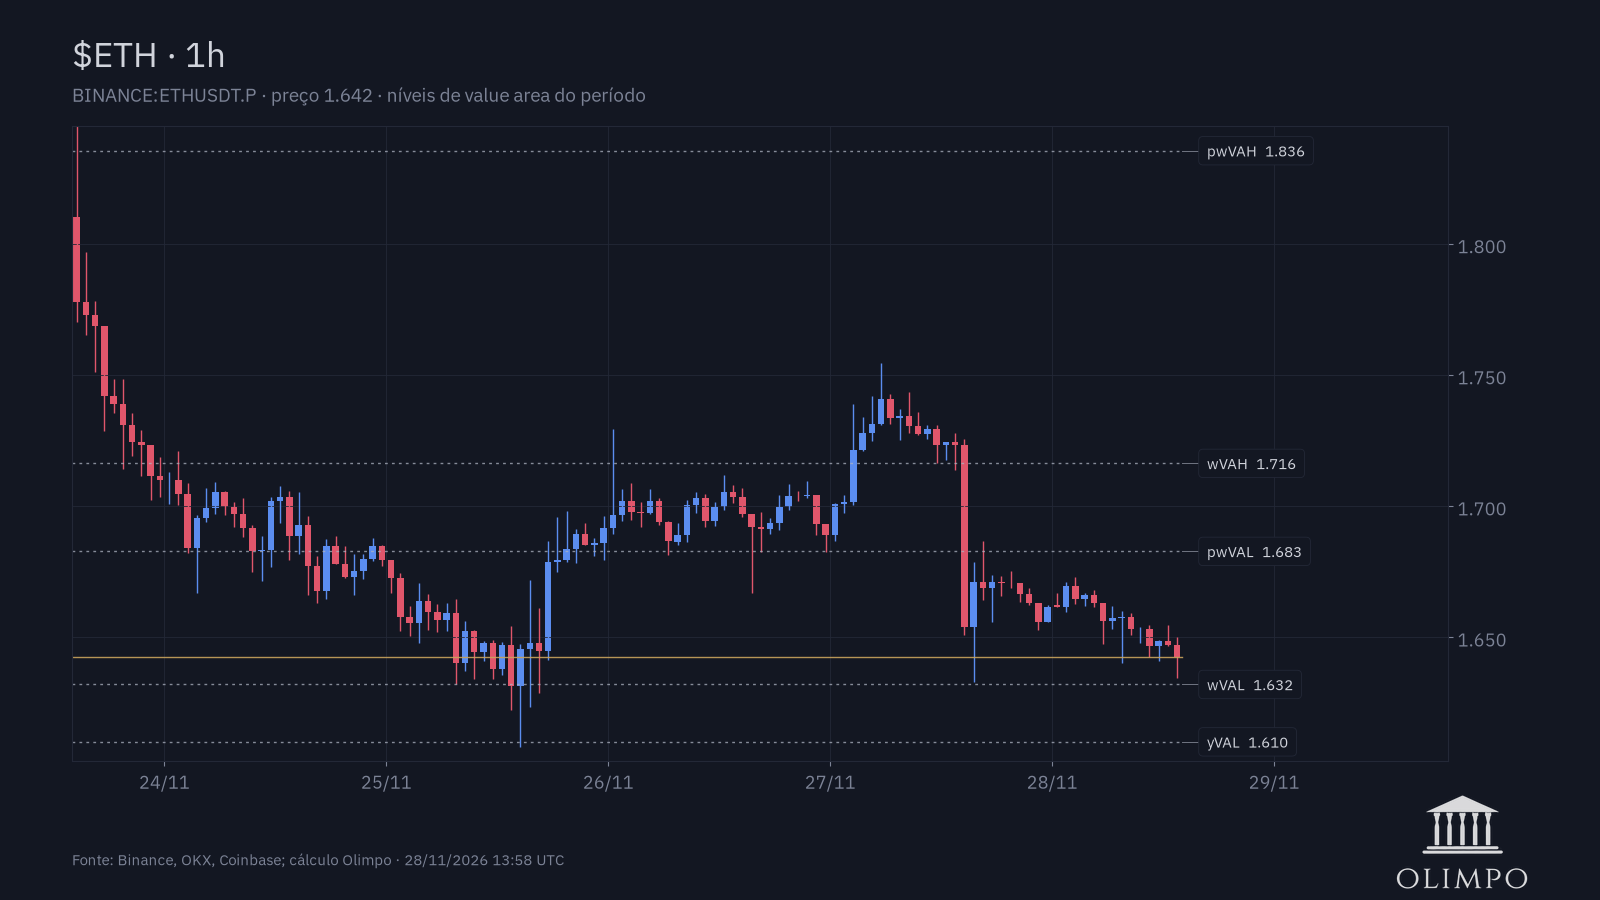 $ETH · 1h
BINANCE:ETHUSDT.P · preço 1.642 · níveis de value area do período
pwVAH 1.836
1.800
1.750
wVAH 1.716
1.700
pwVAL 1.683
1.650
wVAL 1.632
yVAL 1.610
24/11 25/11 26/11 27/11 28/11 29/11
Fonte: Binance, OKX, Coinbase; cálculo Olimpo · 28/11/2026 13:58 UTC
OLIMPO